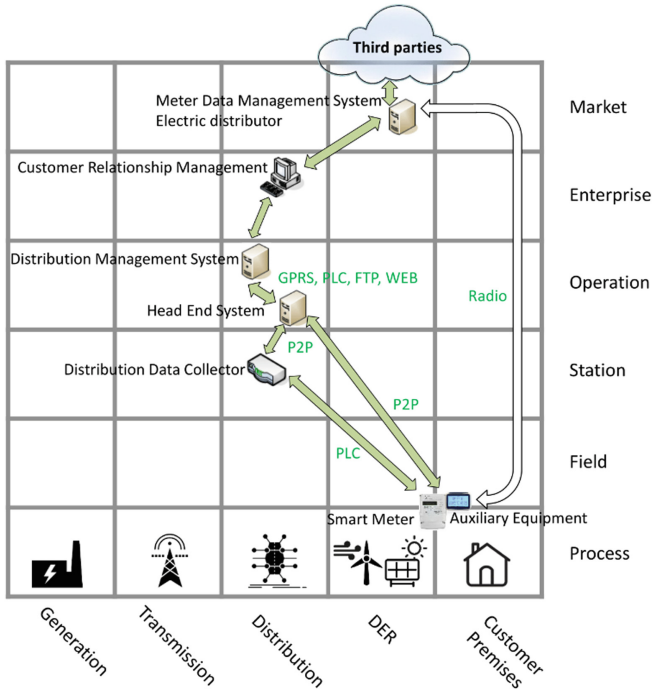 Third parties
Meter Data Management System
Electric distributor
Market
Customer Relationship Management
Enterprise
Distribution Management System
GPRS, PLC, FTP, WEB
Operation
Radio
Head End System
P2P
Distribution Data Collector
Station
P2P
PLC
Field
Smart Meter
Auxiliary Equipment
Process
Generation
Transmission
Distribution
DER
Customer
Premises